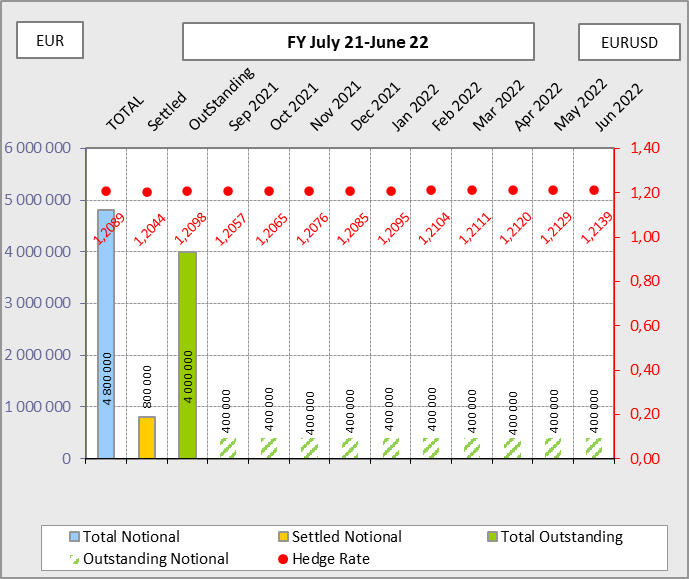 EUR
FY July 21-June 22
EURUSD
TOTAL
Settled
OutStanding
Sep 2021
Oct 2021
Nov 2021
Dec 2021
Jan 2022
Feb 2022
Mar 2022
Apr 2022
May 2022
Jun 2022
6 000 000
5 000 000
4 000 000
3 000 000
2 000 000
1 000 000
0
1,40
1,20
1,00
0,80
0,60
0,40
0,20
0,00
1,2089
1,2044
1,2098
1,2057
1,2065
1,2076
1,2085
1,2095
1,2104
1,2111
1,2120
1,2129
1,2139
4 800 000
800 000
4 000 000
400 000
400 000
400 000
400 000
400 000
400 000
400 000
400 000
400 000
400 000
Total Notional
Settled Notional
Total Outstanding
Outstanding Notional
Hedge Rate